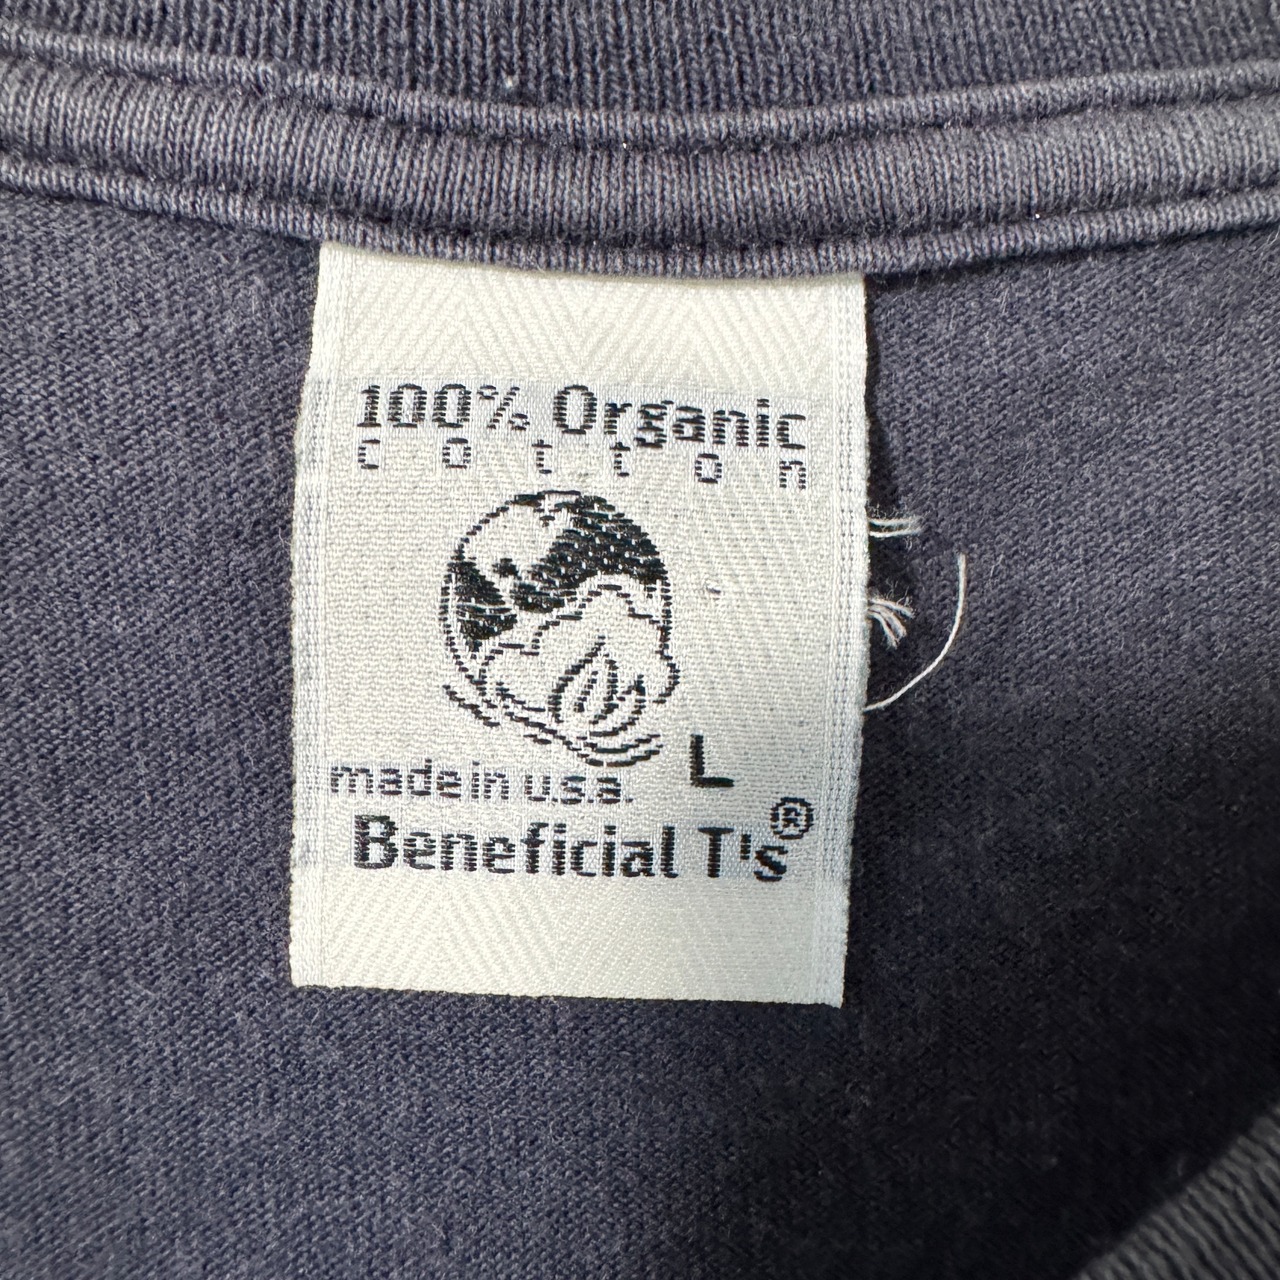 100% Organic
cotton
L
made in u.s.a.
Beneficial T's®